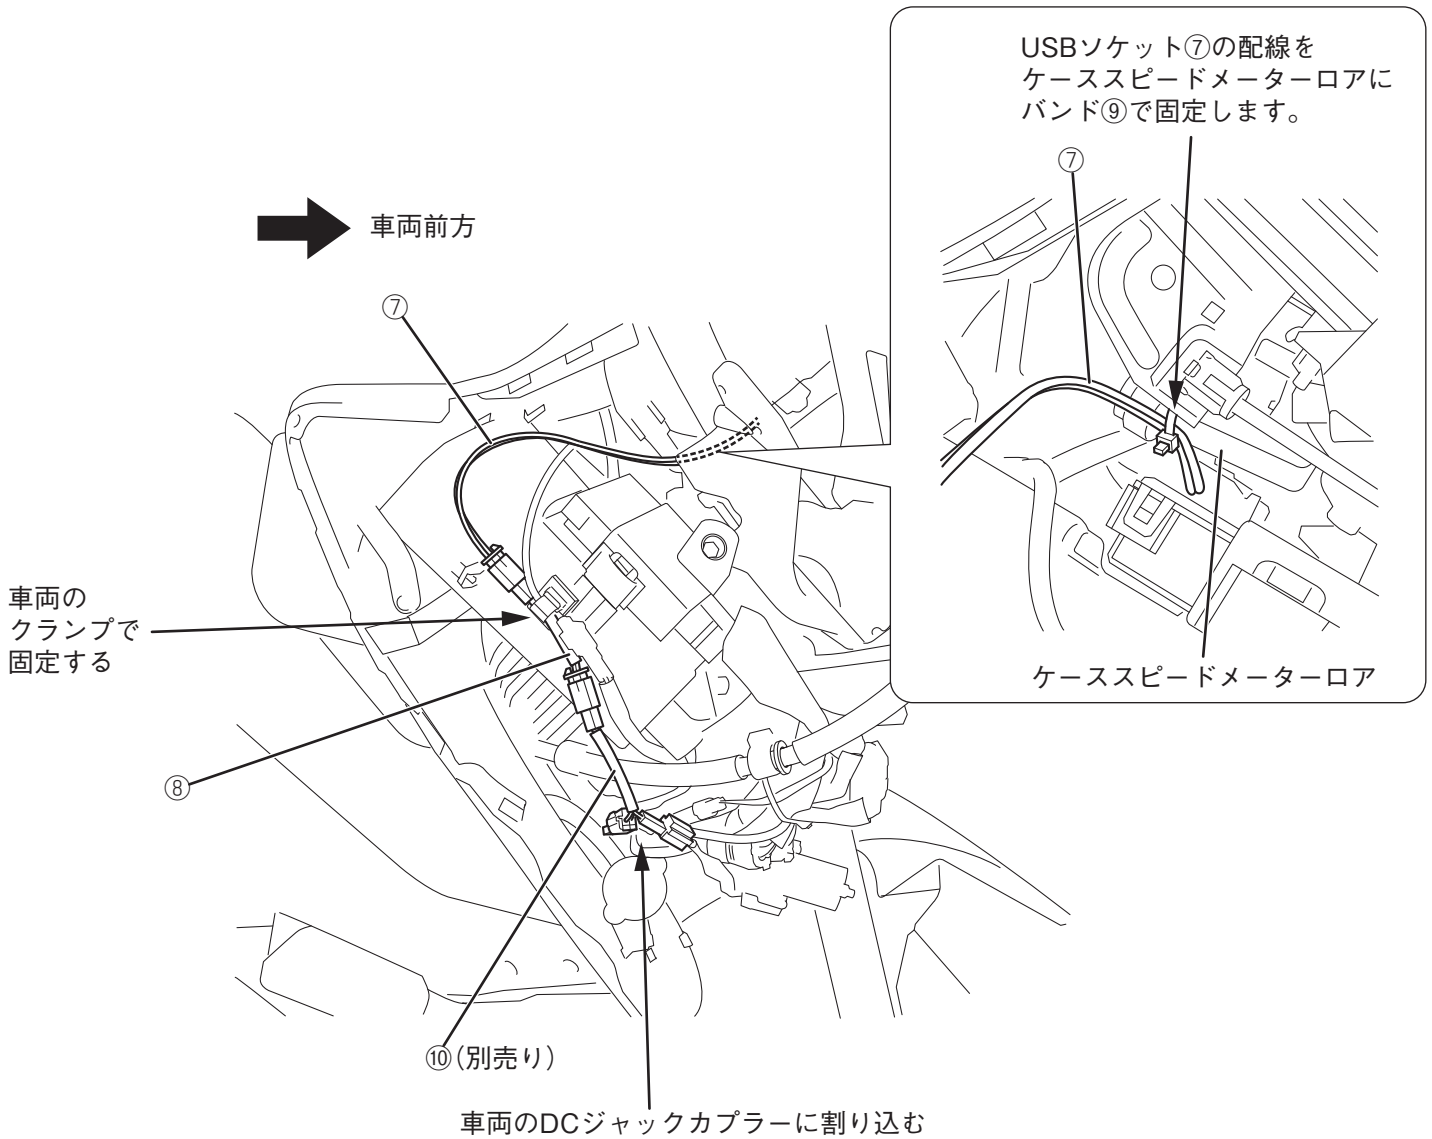 USBソケット⑦の配線を
ケーススピードメーターロアに
バンド⑨で固定します。
⑦
ケーススピードメーターロア
車両前方
⑦
車両の
クランプで
固定する
⑧
⑩(別売り)
車両のDCジャックカプラーに割り込む